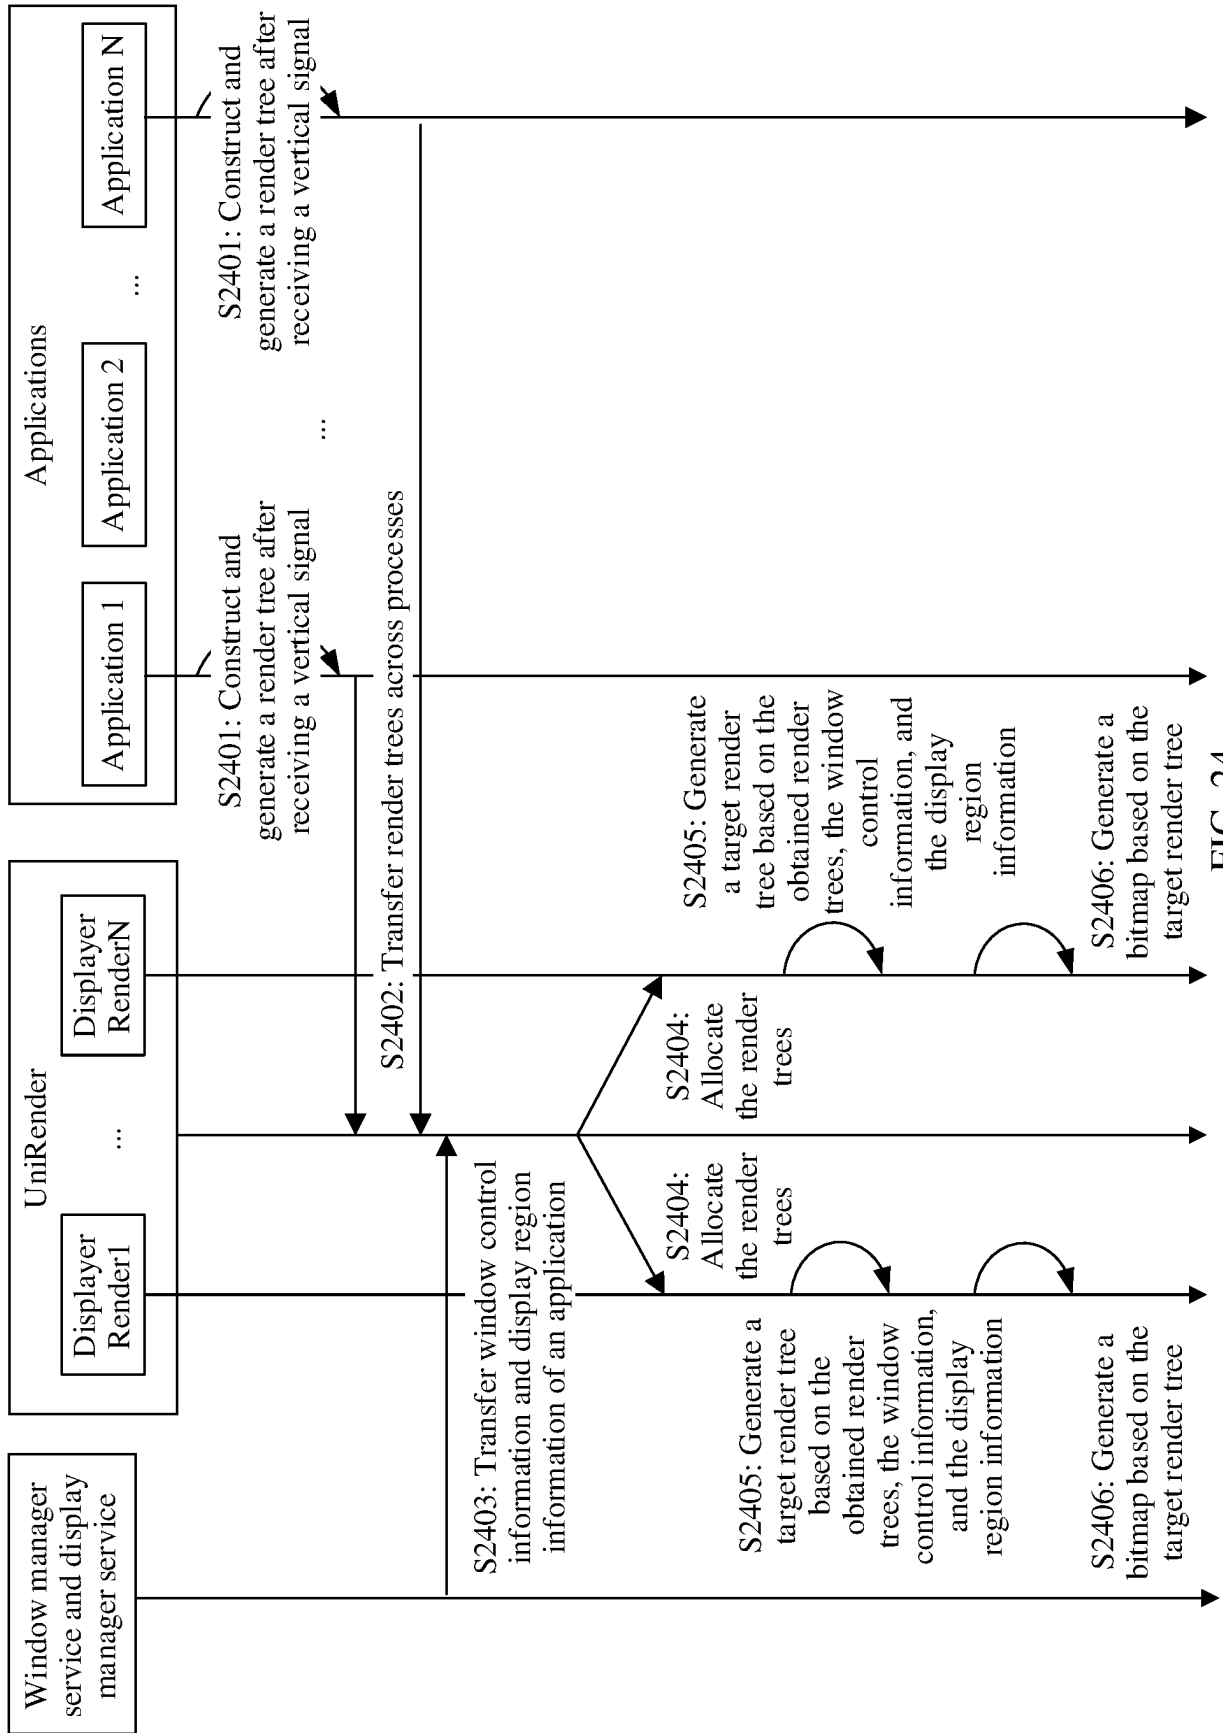 Window manager
service and display
manager service
UniRender
Displayer
Render1
...
Displayer
RenderN
Applications
Application 1
Application 2
...
Application N
S2401: Construct and
generate a render tree after
receiving a vertical signal
...
S2401: Construct and
generate a render tree after
receiving a vertical signal
S2402: Transfer render trees across processes
S2403: Transfer window control
information and display region
information of an application
S2404:
Allocate
the render
trees
S2404:
Allocate
the render
trees
S2405: Generate a
target render tree
based on the
obtained render
trees, the window
control information,
and the display
region information
S2405: Generate
a target render
tree based on the
obtained render
trees, the window
control
information, and
the display
region
information
S2406: Generate a
bitmap based on the
target render tree
S2406: Generate a
bitmap based on the
target render tree
FIG. 24